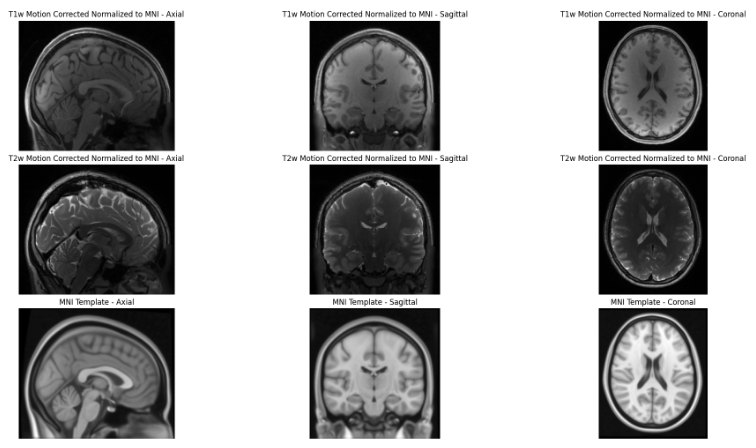 T1w Motion Corrected Normalized to MNI - Axial
T1w Motion Corrected Normalized to MNI - Sagittal
T1w Motion Corrected Normalized to MNI - Coronal
T2w Motion Corrected Normalized to MNI - Axial
T2w Motion Corrected Normalized to MNI - Sagittal
T2w Motion Corrected Normalized to MNI - Coronal
MNI Template - Axial
MNI Template - Sagittal
MNI Template - Coronal